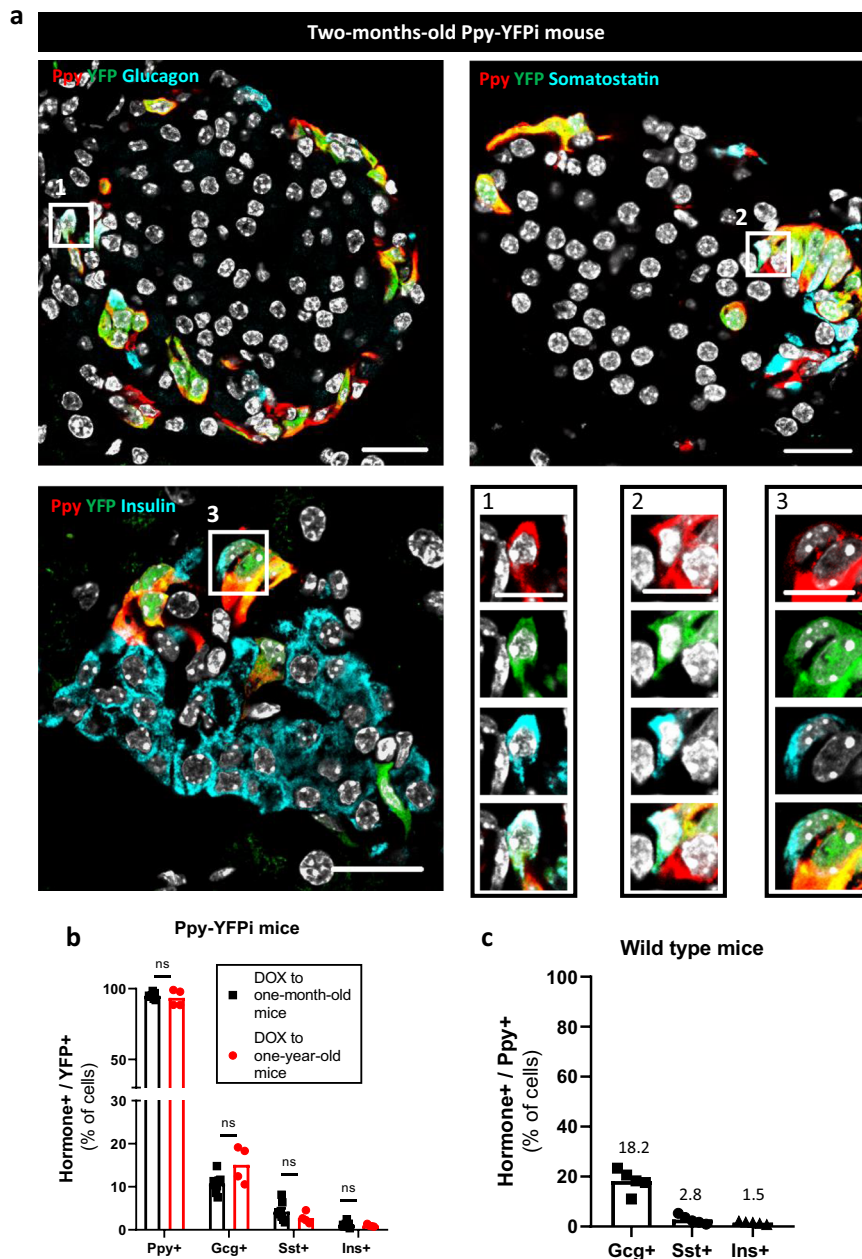 a
Two-months-old Ppy-YFPi mouse
Ppy YFP Glucagon
1
Ppy YFP Somatostatin
2
Ppy YFP Insulin
3
1
2
3
b
Ppy-YFPi mice
ns
100
50
30
20
10
0
Hormone+ / YFP+
(% of cells)
DOX to
one-month-old
mice
DOX to
one-year-old
mice
ns
ns
ns
Ppy+ Gcg+ Sst+ Ins+
c
Wild type mice
100
80
60
40
20
0
Hormone+ / Ppy+
(% of cells)
18.2
2.8
1.5
Gcg+ Sst+ Ins+